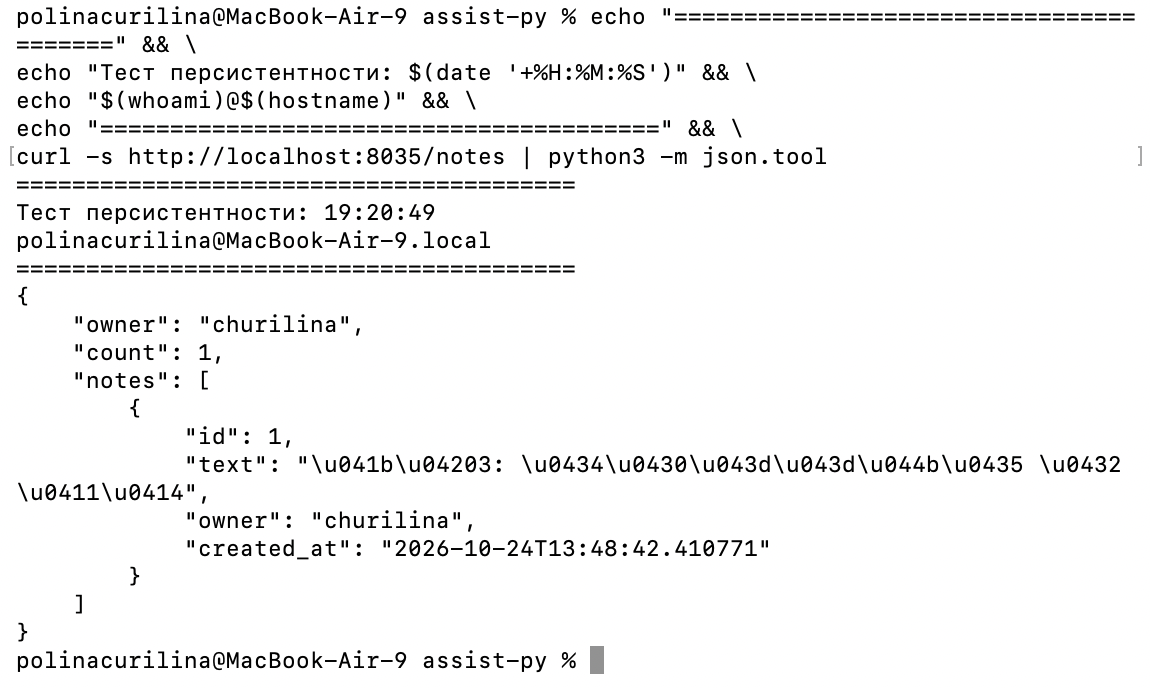 polinacurilina@MacBook-Air-9 assist-py % echo "=================================
=======" && \
echo "Тест персистентности: $(date '+%H:%M:%S')" && \
echo "$(whoami)@$(hostname)" && \
echo "========================================" && \
[curl -s http://localhost:8035/notes | python3 -m json.tool ]
========================================
Тест персистентности: 19:20:49
polinacurilina@MacBook-Air-9.local
========================================
{
    "owner": "churilina",
    "count": 1,
    "notes": [
        {
            "id": 1,
            "text": "\u041b\u04203: \u0434\u0430\u043d\u043d\u044b\u0435 \u0432
\u0411\u0414",
            "owner": "churilina",
            "created_at": "2026-10-24T13:48:42.410771"
        }
    ]
}
polinacurilina@MacBook-Air-9 assist-py %